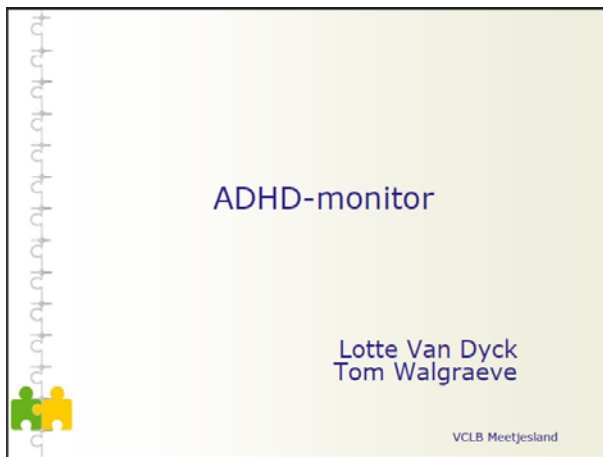 ADHD-monitor
Lotte Van Dyck
Tom Walgraeve
VCLB Meetjesland